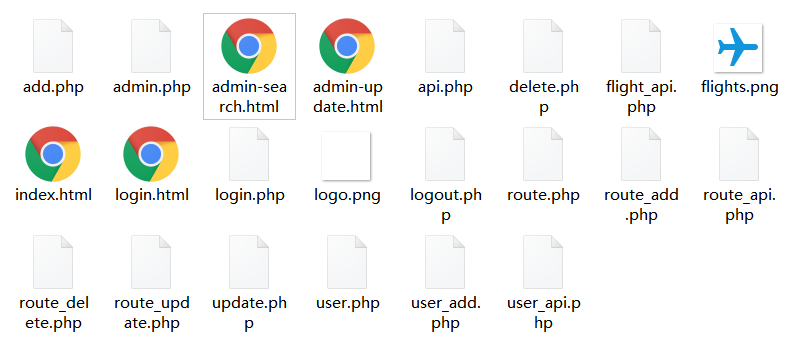 add.php admin.php admin-sea admin-up api.php delete.ph flight_api. flights.png
rch.html date.html p php
index.html login.html login.php logo.png logout.ph route.php route_add route_api.
p .php php
route_del route_upd update.ph user.php user_add. user_api.p
ete.php ate.php p php hp